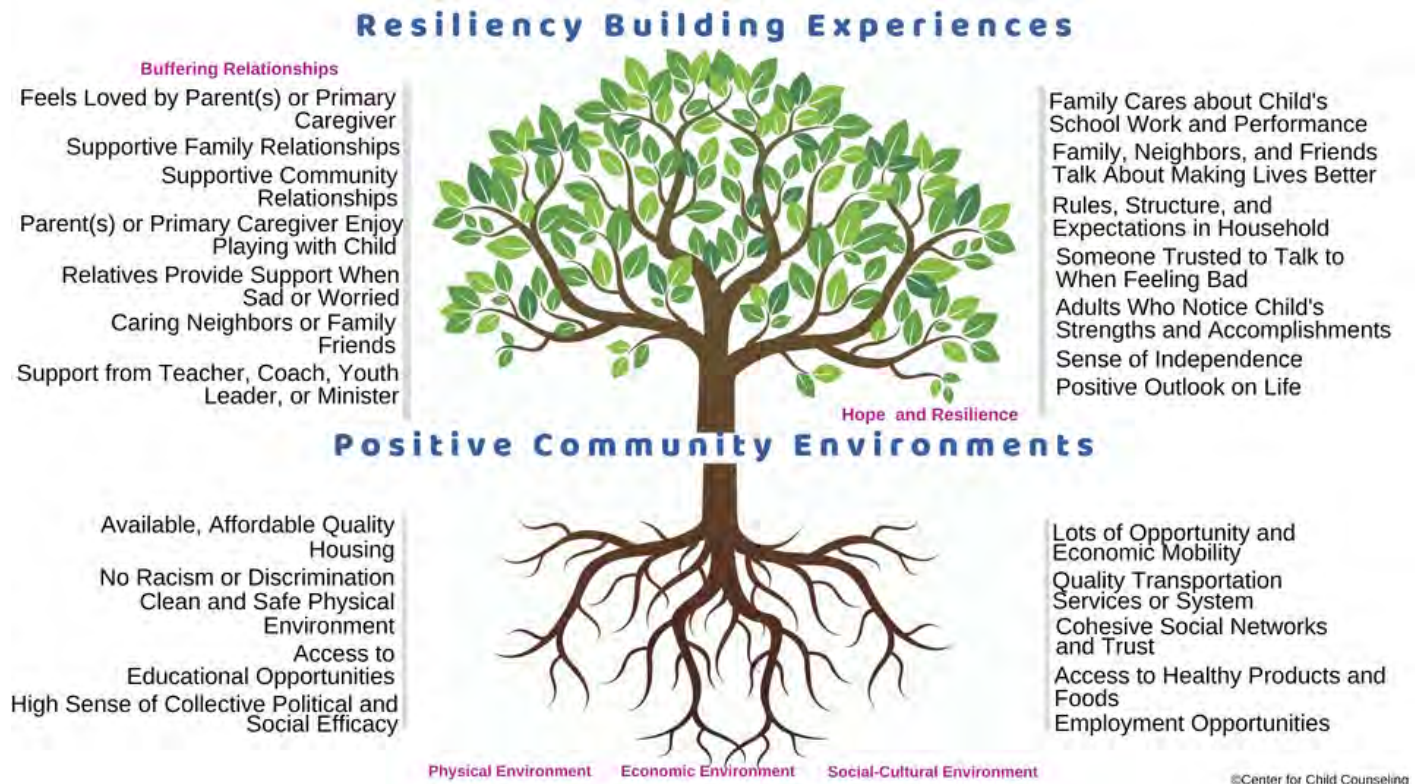 Resiliency Building Experiences
Buffering Relationships
Feels Loved by Parent(s) or Primary
Caregiver
Supportive Family Relationships
Supportive Community
Relationships
Parent(s) or Primary Caregiver Enjoy
Playing with Child
Relatives Provide Support When
Sad or Worried
Caring Neighbors or Family
Friends
Support from Teacher, Coach, Youth
Leader, or Minister
Family Cares about Child's
School Work and Performance
Family, Neighbors, and Friends
Talk About Making Lives Better
Rules, Structure, and
Expectations in Household
Someone Trusted to Talk to
When Feeling Bad
Adults Who Notice Child's
Strengths and Accomplishments
Sense of Independence
Positive Outlook on Life
Hope and Resilience
Positive Community Environments
Available, Affordable Quality
Housing
No Racism or Discrimination
Clean and Safe Physical
Environment
Access to
Educational Opportunities
High Sense of Collective Political and
Social Efficacy
Lots of Opportunity and
Economic Mobility
Quality Transportation
Services or System
Cohesive Social Networks
and Trust
Access to Healthy Products and
Foods
Employment Opportunities
Physical Environment
Economic Environment
Social-Cultural Environment
©Center for Child Counseling